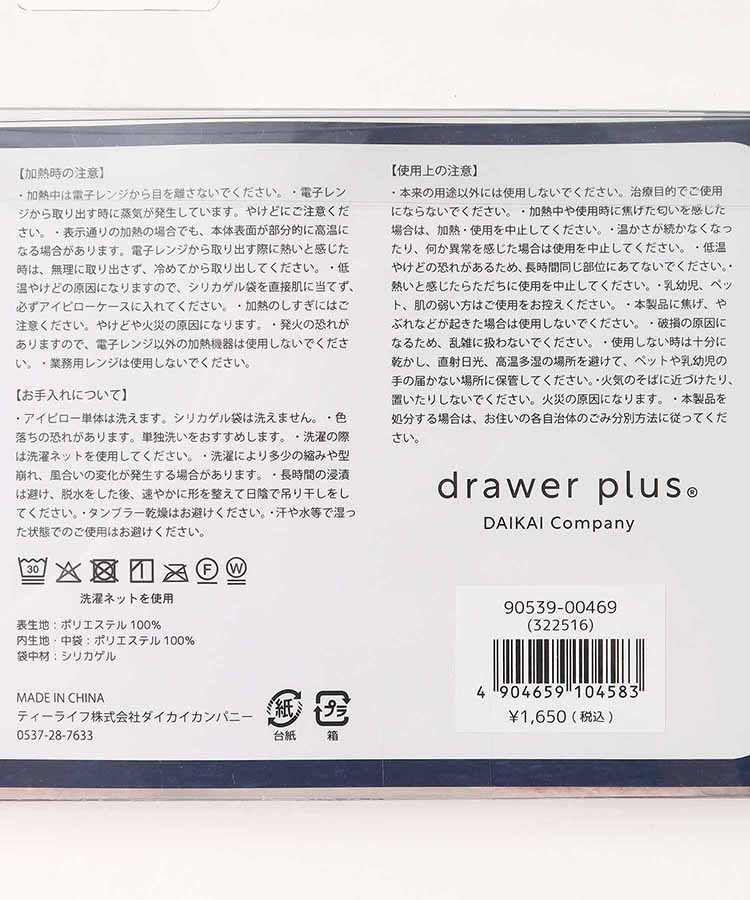 【加熱時の注意】
・加熱中は電子レンジから目を離さないでください。・電子レン
ジから取り出す時に蒸気が発生しています。やけどにご注意くだ
さい。・表示通りの加熱の場合でも、本体表面が部分的に高温に
なる場合があります。電子レンジから取り出す際に熱いと感じた
時は、無理に取り出さず、冷めてから取り出してください。・低
温やけどの原因になりますので、シリカゲル袋を直接肌に当てず、
必ずアイピローケースに入れてください。・加熱のしすぎにはご
注意ください。やけどや火災の原因になります。・発火の恐れが
ありますので、電子レンジ以外の加熱機器は使用しないでくださ
い。・業務用レンジは使用しないでください。
【お手入れについて】
・アイピロー単体は洗えます。シリカゲル袋は洗えません。・色
落ちの恐れがあります。単独洗いをおすすめします。・洗濯の際
は洗濯ネットを使用してください。・洗濯により多少の縮みや型
崩れ、風合いの変化が発生する場合があります。・長時間の浸漬
は避け、脱水をした後、速やかに形を整えて日陰で吊り干しをし
てください。・タンブラー乾燥はお避けください。・汗や水等で湿っ
た状態でのご使用はお避けください。
30 F W
洗濯ネットを使用
表生地：ポリエステル 100%
内生地・中袋：ポリエステル 100%
袋中材：シリカゲル
MADE IN CHINA
ティーライフ株式会社ダイカイカンパニー
0537-28-7633
紙 プラ
台紙 箱
【使用上の注意】
・本来の用途以外には使用しないでください。治療目的でご使用
にならないでください。・加熱中や使用時に焦げた匂いを感じた
場合は、加熱・使用を中止してください。・温かさが続かなくなっ
たり、何か異常を感じた場合は使用を中止してください。・低温
やけどの恐れがあるため、長時間同じ部位にあてないでください。・
熱いと感じたらただちに使用を中止してください。・乳幼児、ペッ
ト、肌の弱い方はご使用をお控えください。・本製品に焦げ、や
ぶれなどが起きた場合は使用しないでください。・破損の原因に
なるため、乱雑に扱わないでください。・使用しない時は十分に
乾かし、直射日光、高温多湿の場所を避けて、ペットや乳幼児の
手の届かない場所に保管してください。・火気のそばに近づけたり、
置いたりしないでください。火災の原因になります。・本製品を
処分する場合は、お住いの各自治体のごみ分別方法に従ってくだ
さい。
drawer plus®
DAIKAI Company
90539-00469
(322516)
4 904659 104583
¥1,650（税込）